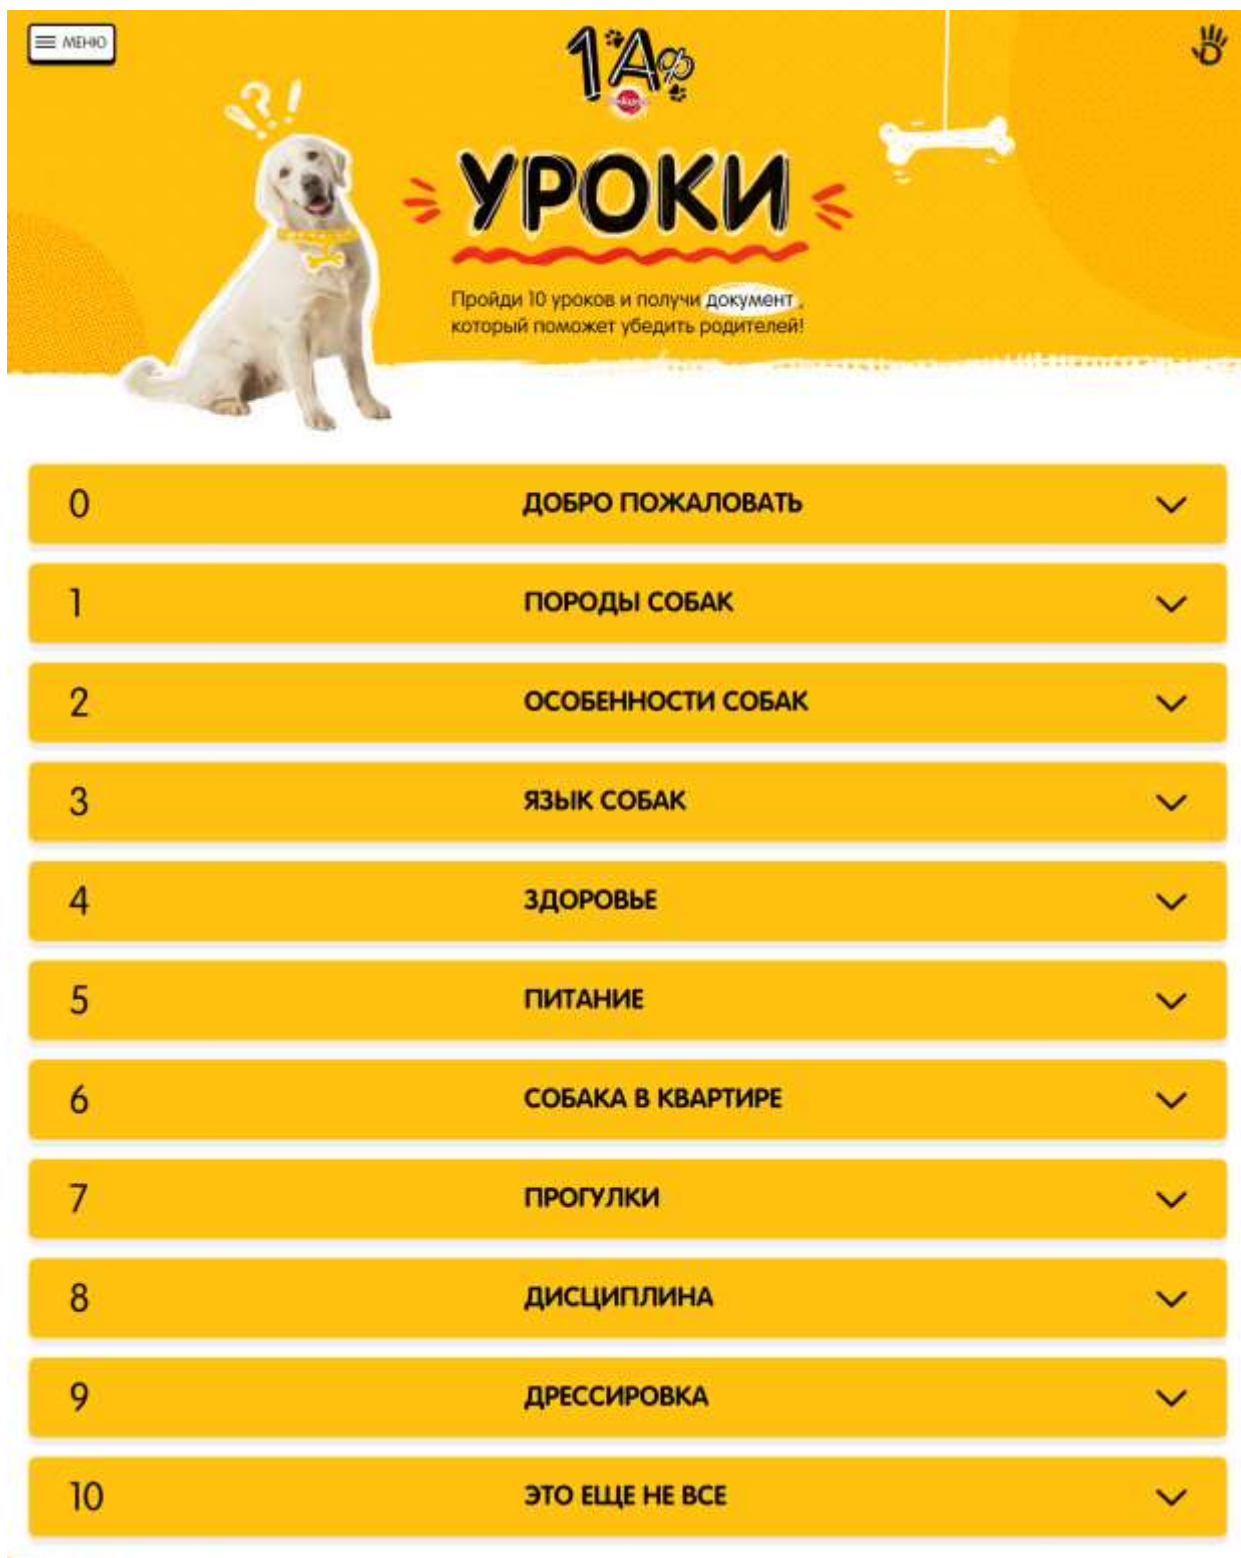 МЕНЮ
1Аф
!?!
УРОКИ
Пройди 10 уроков и получи документ ,
который поможет убедить родителей!
0 ДОБРО ПОЖАЛОВАТЬ
1 ПОРОДЫ СОБАК
2 ОСОБЕННОСТИ СОБАК
3 ЯЗЫК СОБАК
4 ЗДОРОВЬЕ
5 ПИТАНИЕ
6 СОБАКА В КВАРТИРЕ
7 ПРОГУЛКИ
8 ДИСЦИПЛИНА
9 ДРЕССИРОВКА
10 ЭТО ЕЩЕ НЕ ВСЕ